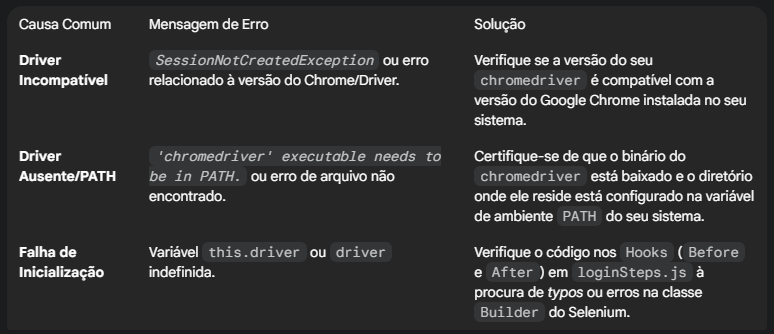 Causa Comum Mensagem de Erro Solução
Driver
Incompatível
SessionNotCreatedException ou erro
relacionado à versão do Chrome/Driver.
Verifique se a versão do seu
chromedriver é compatível com a
versão do Google Chrome instalada no seu
sistema.
Driver
Ausente/PATH
'chromedriver' executable needs to
be in PATH. ou erro de arquivo não
encontrado.
Certifique-se de que o binário do
chromedriver está baixado e o diretório
onde ele reside está configurado na variável
de ambiente PATH do seu sistema.
Falha de
Inicialização
Variável this.driver ou driver
indefinida.
Verifique o código nos Hooks ( Before
e After ) em loginSteps.js à
procura de typos ou erros na classe
Builder do Selenium.